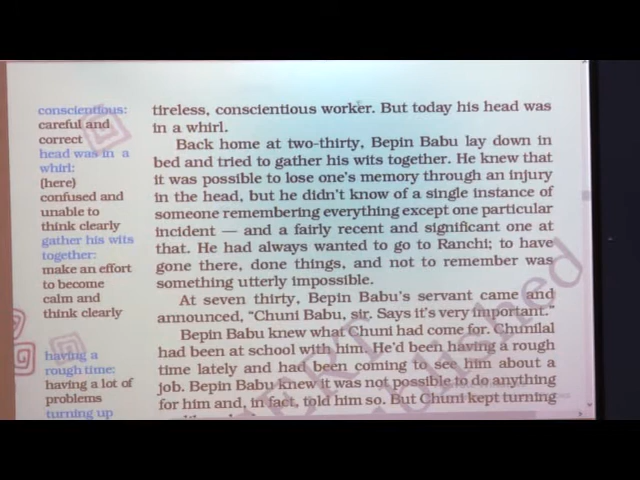 conscientious:
careful and
correct
head was in a
whirl:
(here)
confused and
unable to
think clearly
gather his wits
together:
make an effort
to become
calm and
think clearly
having a
rough time:
having a lot of
problems
turning up
tireless, conscientious worker. But today his head was
in a whirl.
Back home at two-thirty, Bepin Babu lay down in
bed and tried to gather his wits together. He knew that
it was possible to lose one's memory through an injury
in the head, but he didn't know of a single instance of
someone remembering everything except one particular
incident — and a fairly recent and significant one at
that. He had always wanted to go to Ranchi; to have
gone there, done things, and not to remember was
something utterly impossible.
At seven thirty, Bepin Babu's servant came and
announced, “Chuni Babu, sir. Says it's very important.”
Bepin Babu knew what Chuni had come for. Chunilal
had been at school with him. He'd been having a rough
time lately and had been coming to see him about a
job. Bepin Babu knew it was not possible to do anything
for him and, in fact, told him so. But Chuni kept turning